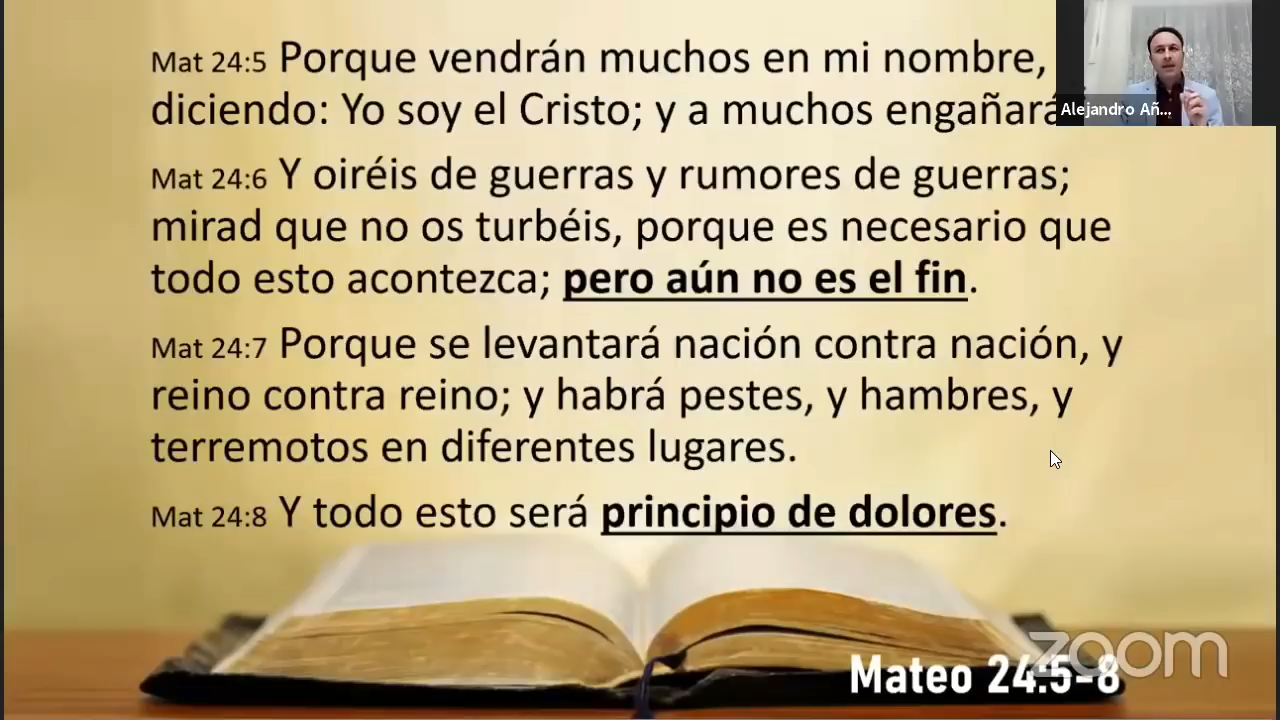 Mat 24:5 Porque vendrán muchos en mi nombre,
diciendo: Yo soy el Cristo; y a muchos engañará
Alejandro Añ...
Mat 24:6 Y oiréis de guerras y rumores de guerras;
mirad que no os turbéis, porque es necesario que
todo esto acontezca; pero aún no es el fin.
Mat 24:7 Porque se levantará nación contra nación, y
reino contra reino; y habrá pestes, y hambres, y
terremotos en diferentes lugares.
Mat 24:8 Y todo esto será principio de dolores.
zoom
Mateo 24:5-8